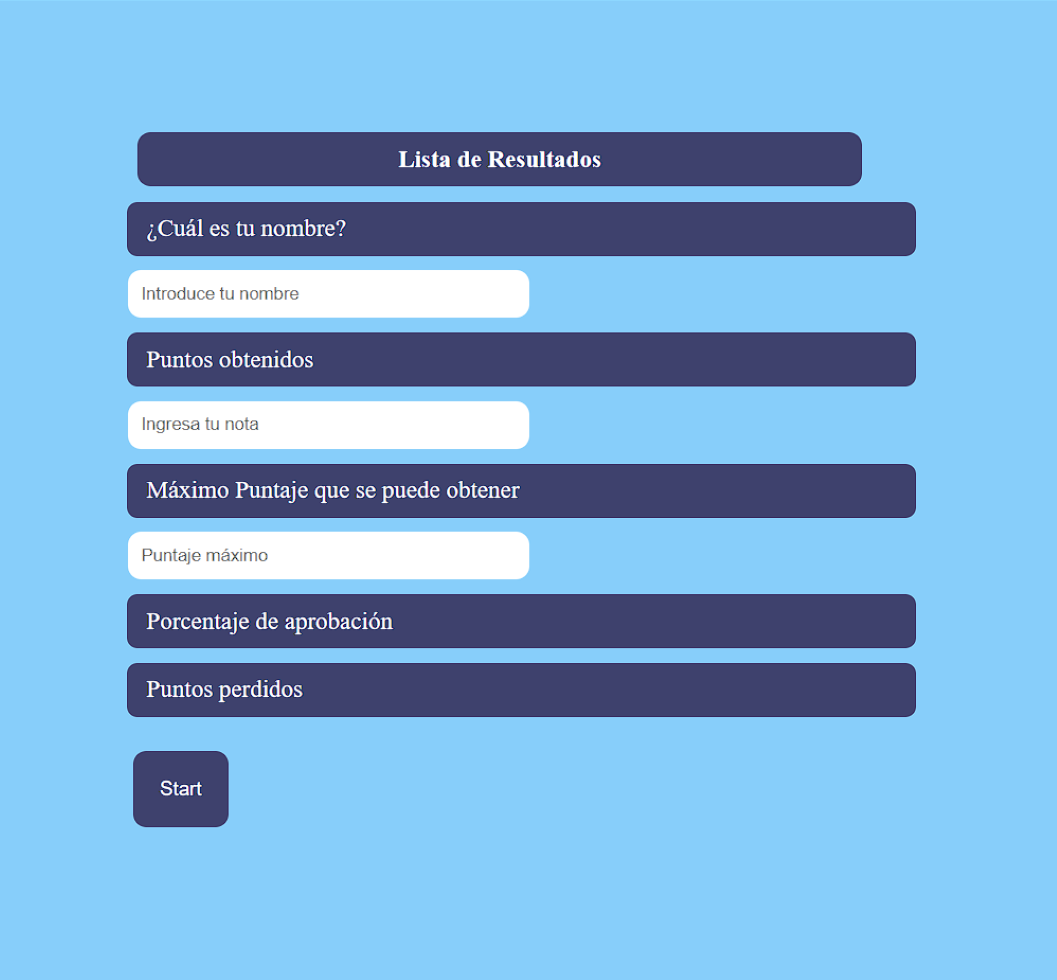 Lista de Resultados
¿Cuál es tu nombre?
Introduce tu nombre
Puntos obtenidos
Ingresa tu nota
Máximo Puntaje que se puede obtener
Puntaje máximo
Porcentaje de aprobación
Puntos perdidos
Start